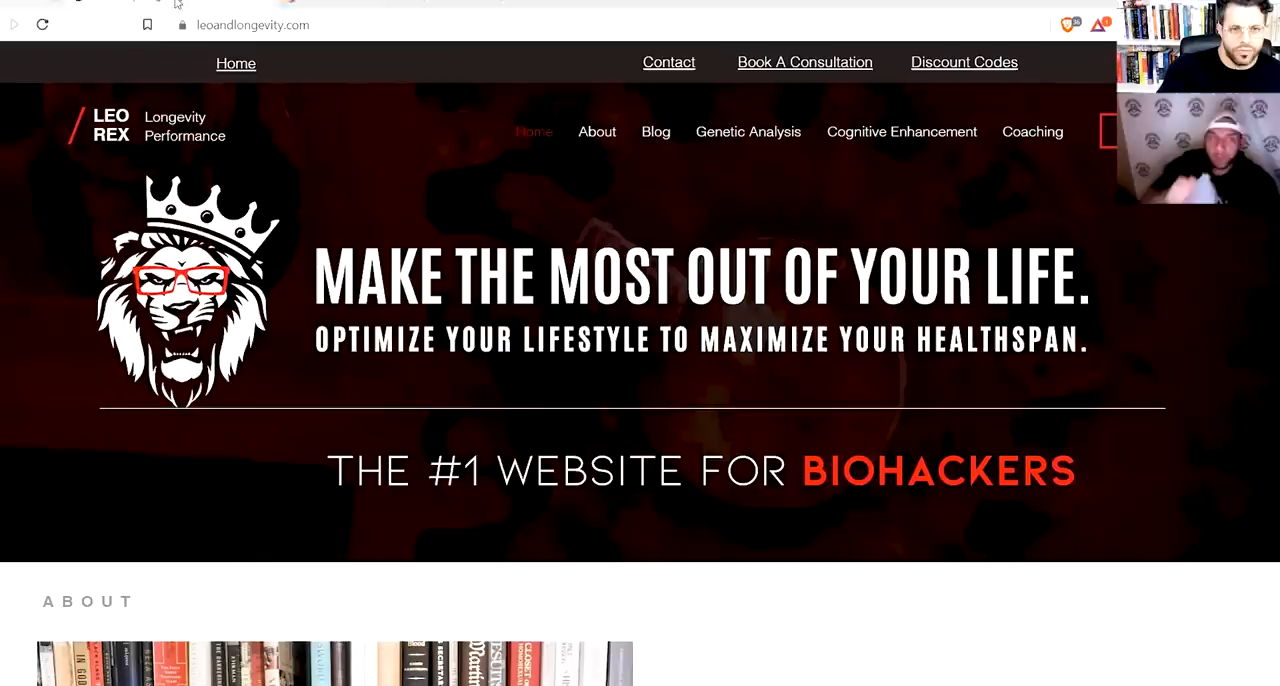 leoandlongevity.com
Home
Contact
Book A Consultation
Discount Codes
LEO REX
Longevity Performance
Home
About
Blog
Genetic Analysis
Cognitive Enhancement
Coaching
MAKE THE MOST OUT OF YOUR LIFE.
OPTIMIZE YOUR LIFESTYLE TO MAXIMIZE YOUR HEALTHSPAN.
THE #1 WEBSITE FOR BIOHACKERS
ABOUT